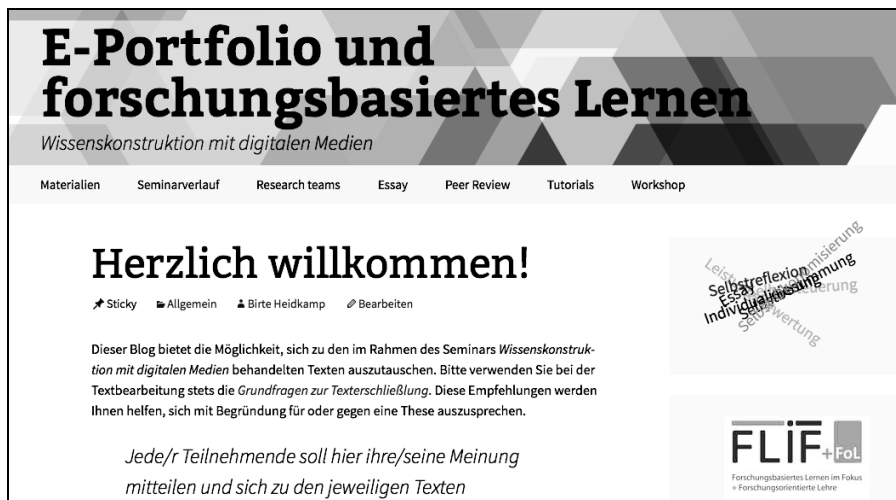 E-Portfolio und
forschungsbasiertes Lernen
Wissenskonstruktion mit digitalen Medien
Materialien Seminarverlauf Research teams Essay Peer Review Tutorials Workshop
Herzlich willkommen!
Sticky Allgemein Birte Heidkamp Bearbeiten
Dieser Blog bietet die Möglichkeit, sich zu den im Rahmen des Seminars Wissenskonstruk-
tion mit digitalen Medien behandelten Texten auszutauschen. Bitte verwenden Sie bei der
Textbearbeitung stets die Grundfragen zur Texterschließung. Diese Empfehlungen werden
Ihnen helfen, sich mit Begründung für oder gegen eine These auszusprechen.
Jede/r Teilnehmende soll hier ihre/seine Meinung
mitteilen und sich zu den jeweiligen Texten
Selbstreflexion
Essay
FLiF+FoL
Forschungsbasiertes Lernen im Fokus
+ Forschungsorientierte Lehre